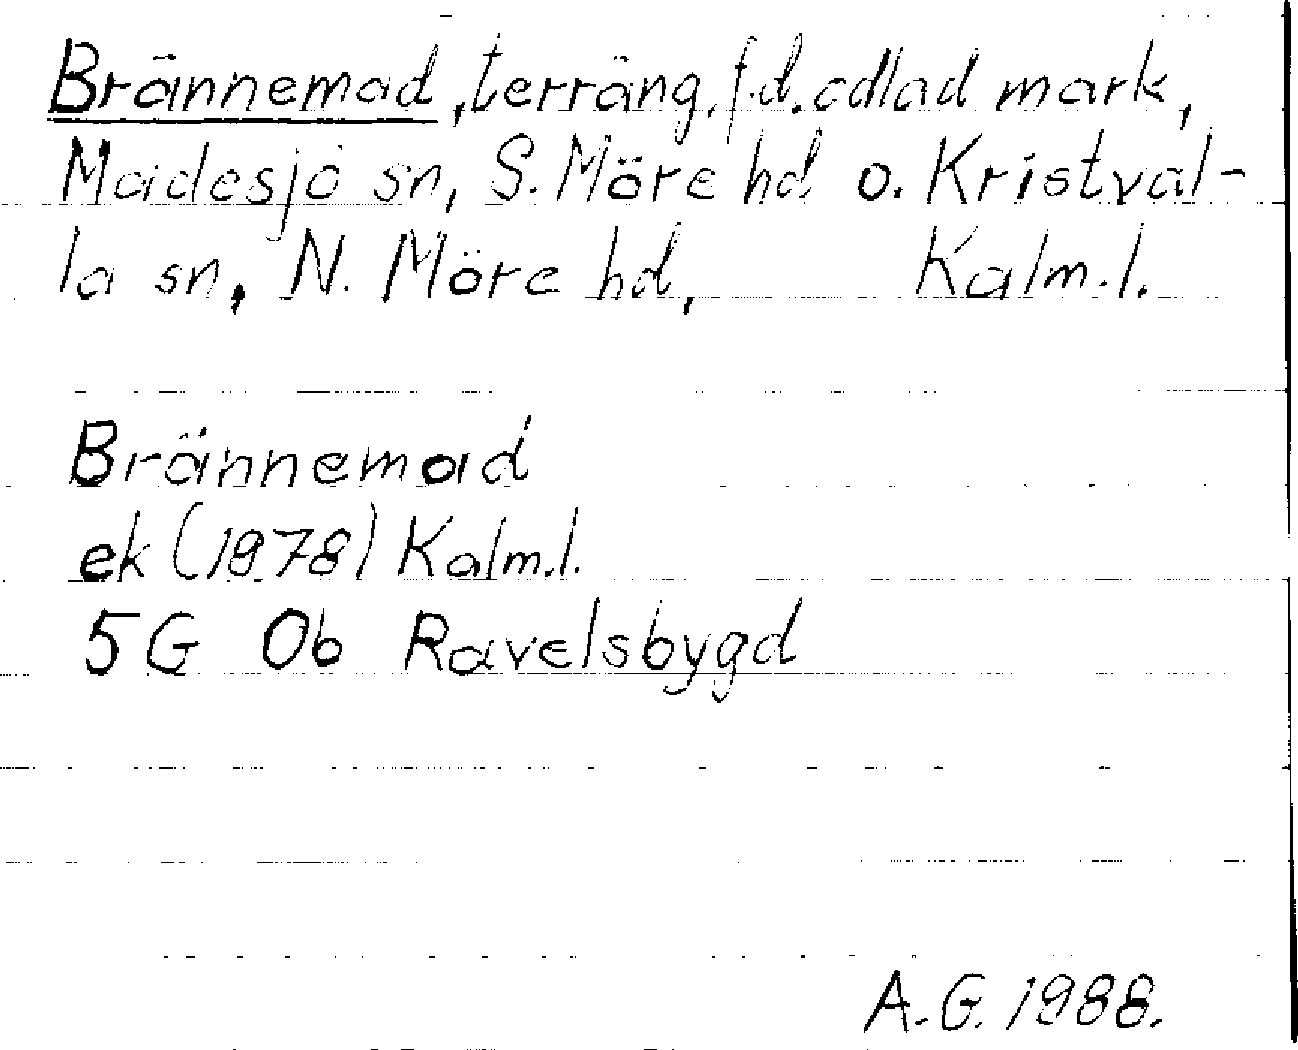 Brännemad, terräng, f.d. odlad mark,
Madesjö sn, S. Möre hd o. Kristval-
la sn, N. Möre hd, Kalm.l.
Brännemad
ek (1978) Kalm.l.
5G 0b Ravelsbygd
A.G. 1988.